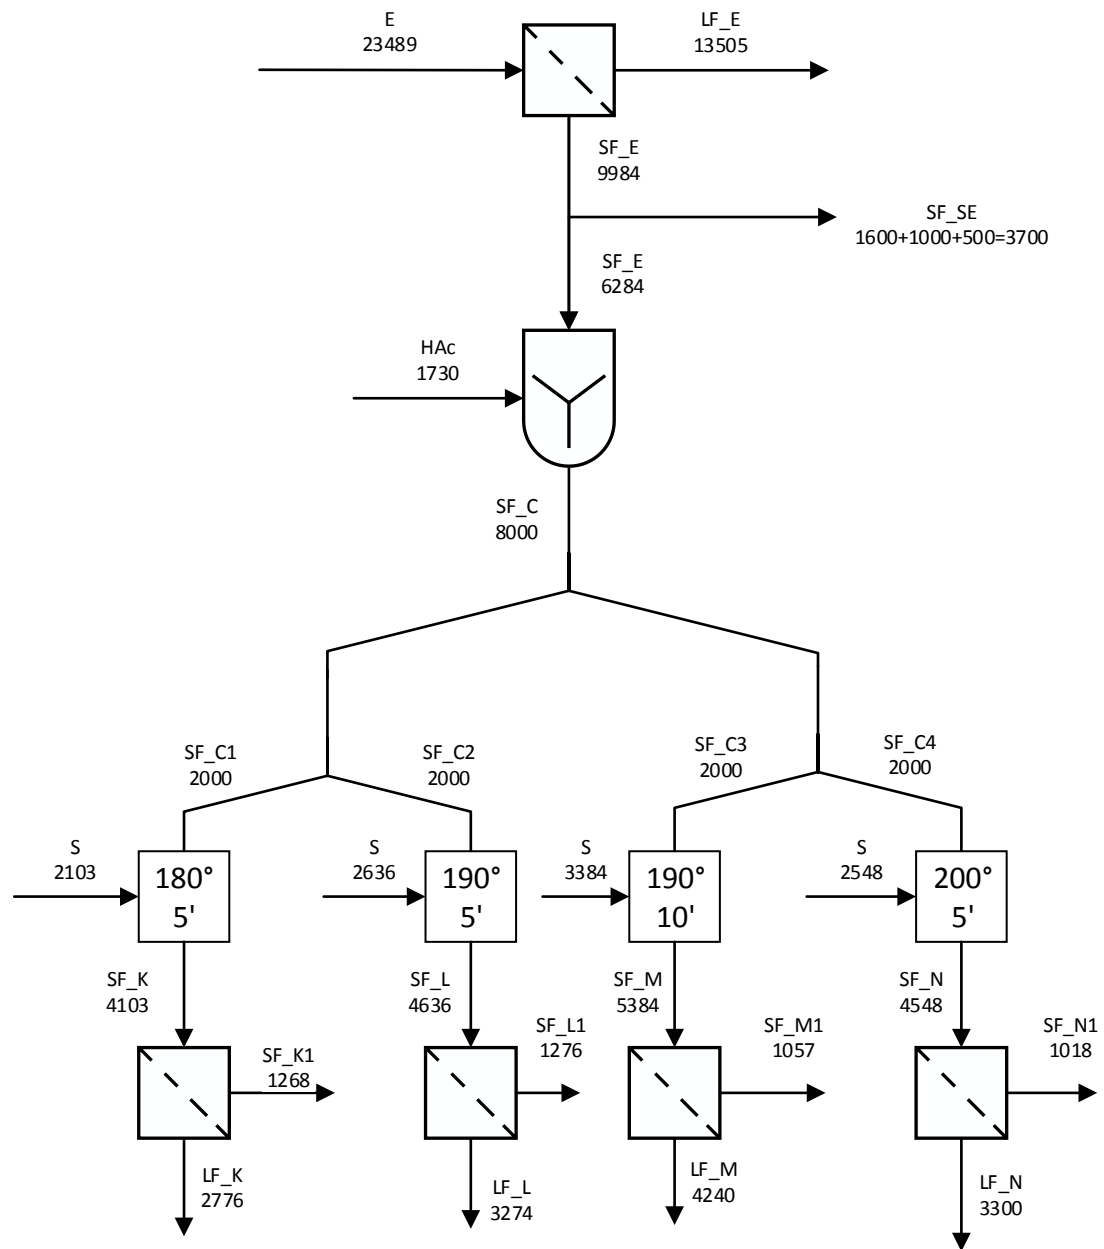 E
23489
LF_E
13505
SF_E
9984
SF_SE
1600+1000+500=3700
SF_E
6284
HAc
1730
SF_C
8000
SF_C1
2000
SF_C2
2000
SF_C3
2000
SF_C4
2000
S
2103
180°
5'
S
2636
190°
5'
S
3384
190°
10'
S
2548
200°
5'
SF_K
4103
SF_L
4636
SF_M
5384
SF_N
4548
SF_K1
1268
SF_L1
1276
SF_M1
1057
SF_N1
1018
LF_K
2776
LF_L
3274
LF_M
4240
LF_N
3300